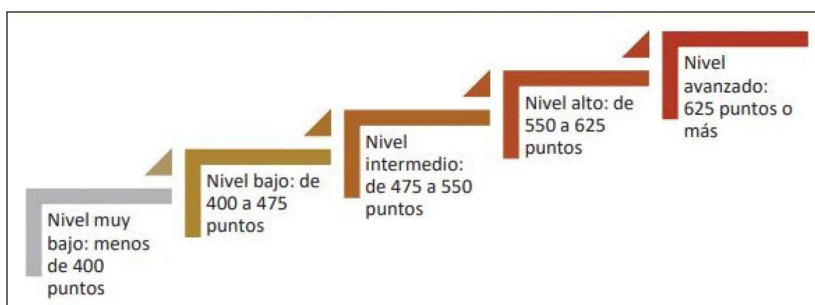 Nivel muy
bajo: menos
de 400
puntos
Nivel bajo: de
400 a 475
puntos
Nivel
intermedio:
de 475 a 550
puntos
Nivel alto: de
550 a 625
puntos
Nivel
avanzado:
625 puntos o
más